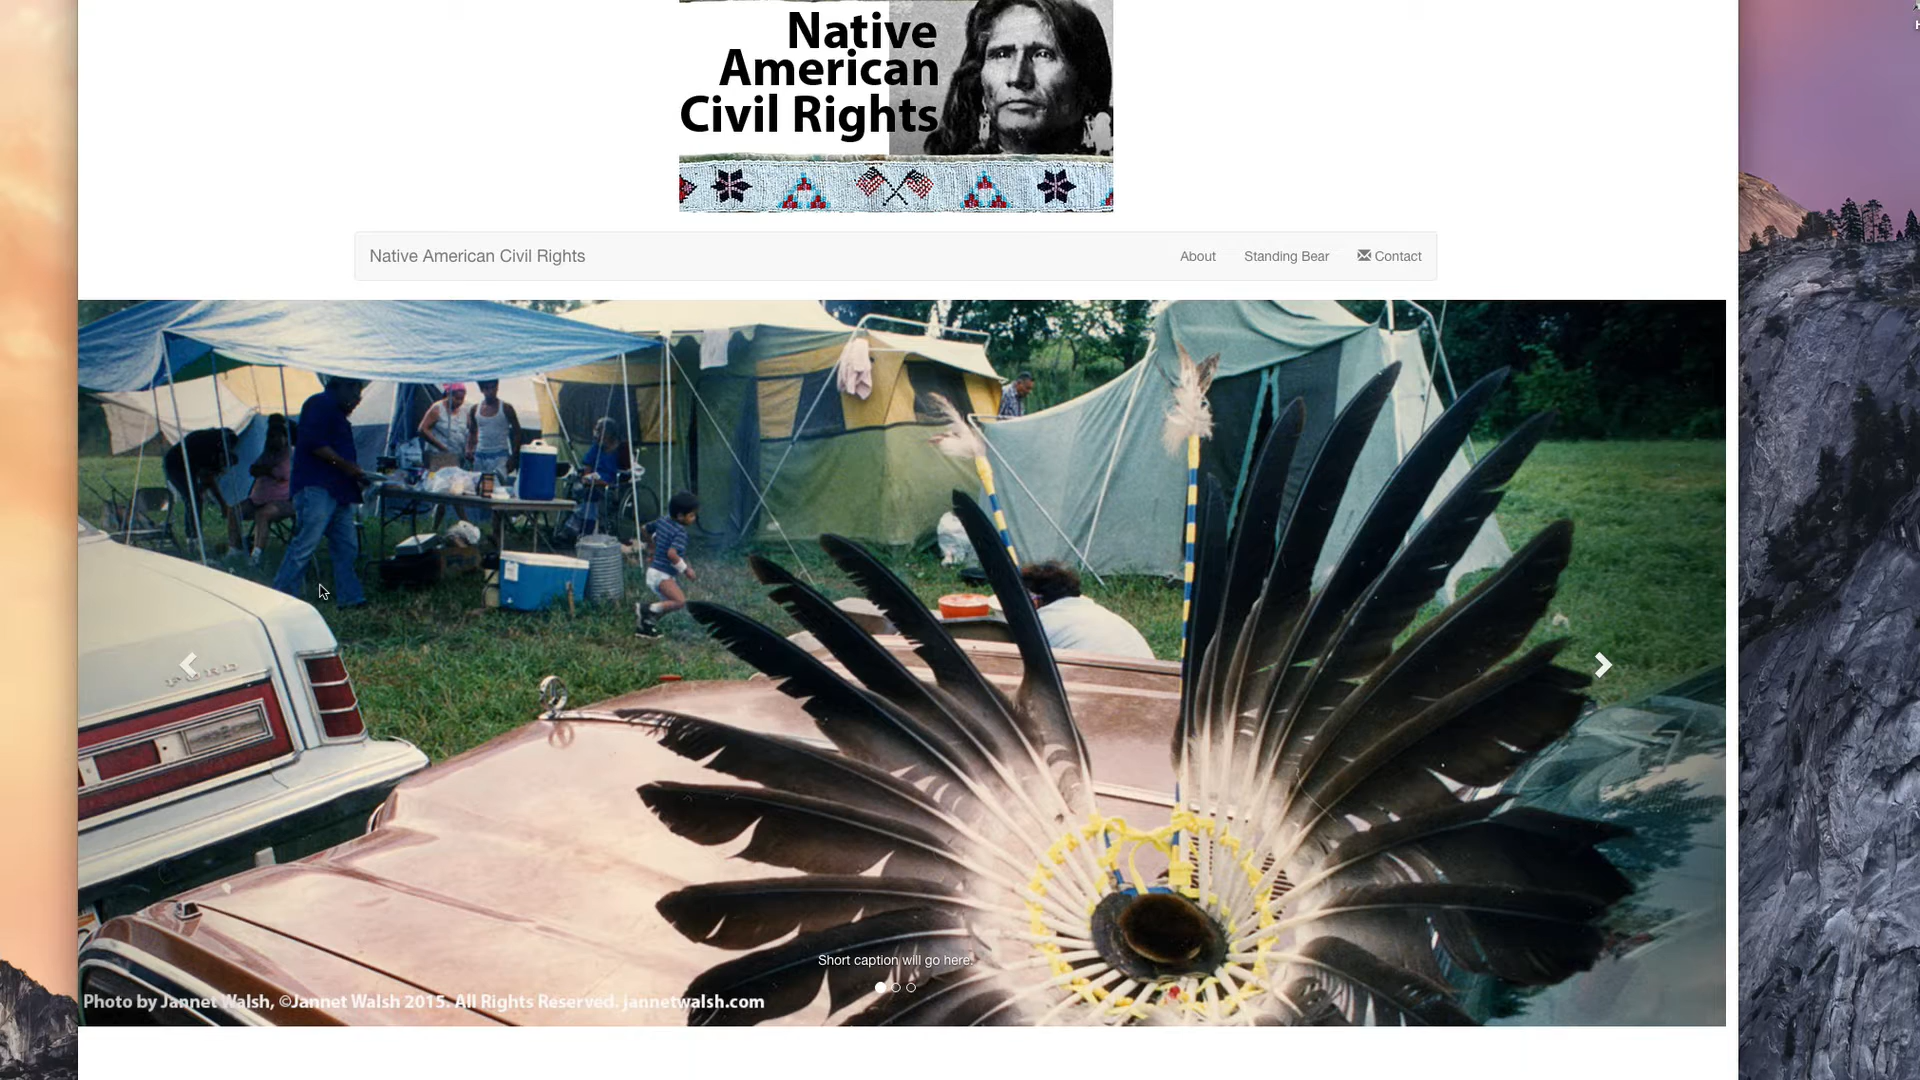 Native
American
Civil Rights
Native American Civil Rights
About
Standing Bear
Contact
FORD
Short caption will go here.
Photo by Jannet Walsh, ©Jannet Walsh 2015. All Rights Reserved. jannetwalsh.com